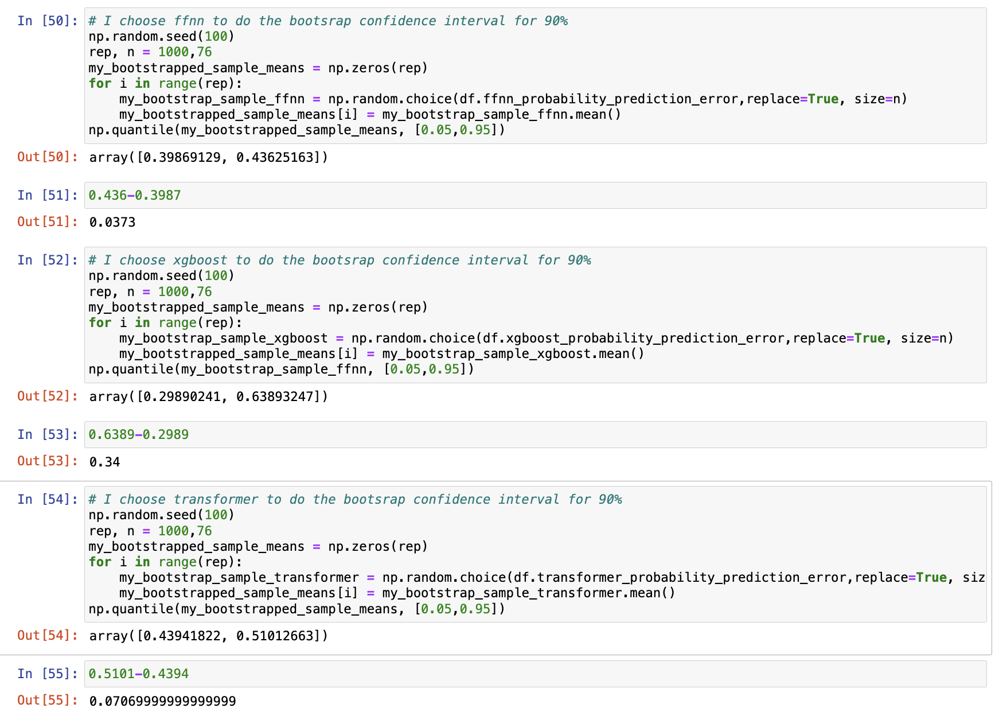 In [50]: # I choose ffnn to do the bootsrap confidence interval for 90%
np.random.seed(100)
rep, n = 1000,76
my_bootstrapped_sample_means = np.zeros(rep)
for i in range(rep):
    my_bootstrap_sample_ffnn = np.random.choice(df.ffnn_probability_prediction_error,replace=True, size=n)
    my_bootstrapped_sample_means[i] = my_bootstrap_sample_ffnn.mean()
np.quantile(my_bootstrapped_sample_means, [0.05,0.95])
Out[50]: array([0.39869129, 0.43625163])
In [51]: 0.436-0.3987
Out[51]: 0.0373
In [52]: # I choose xgboost to do the bootsrap confidence interval for 90%
np.random.seed(100)
rep, n = 1000,76
my_bootstrapped_sample_means = np.zeros(rep)
for i in range(rep):
    my_bootstrap_sample_xgboost = np.random.choice(df.xgboost_probability_prediction_error,replace=True, size=n)
    my_bootstrapped_sample_means[i] = my_bootstrap_sample_xgboost.mean()
np.quantile(my_bootstrap_sample_ffnn, [0.05,0.95])
Out[52]: array([0.29890241, 0.63893247])
In [53]: 0.6389-0.2989
Out[53]: 0.34
In [54]: # I choose transformer to do the bootsrap confidence interval for 90%
np.random.seed(100)
rep, n = 1000,76
my_bootstrapped_sample_means = np.zeros(rep)
for i in range(rep):
    my_bootstrap_sample_transformer = np.random.choice(df.transformer_probability_prediction_error,replace=True, siz
    my_bootstrapped_sample_means[i] = my_bootstrap_sample_transformer.mean()
np.quantile(my_bootstrapped_sample_means, [0.05,0.95])
Out[54]: array([0.43941822, 0.51012663])
In [55]: 0.5101-0.4394
Out[55]: 0.07069999999999999